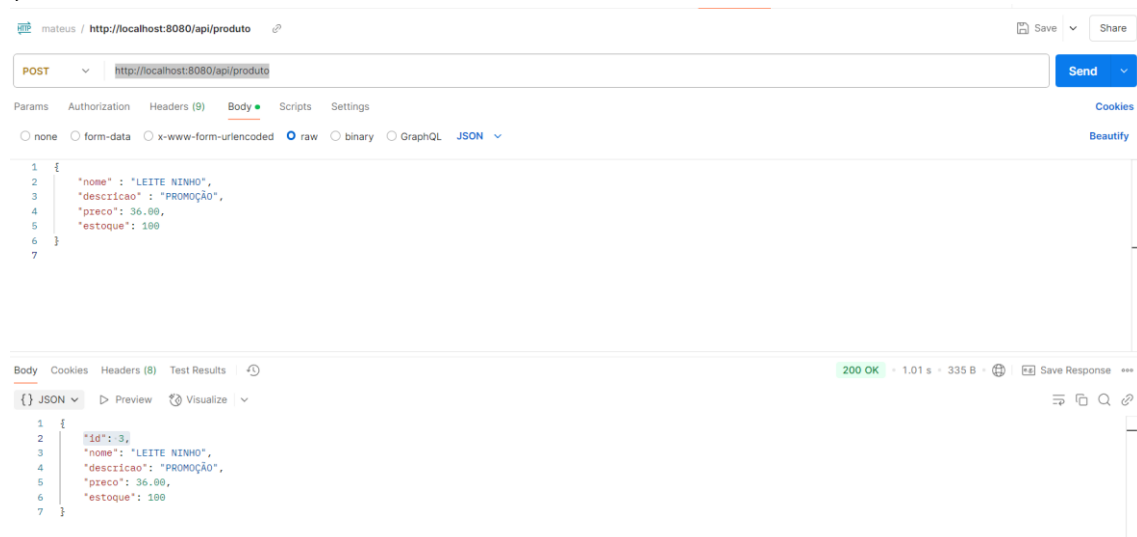 HTTP mateus / http://localhost:8080/api/produto Save Share
POST http://localhost:8080/api/produto Send
Params Authorization Headers (9) Body Scripts Settings Cookies
none form-data x-www-form-urlencoded raw binary GraphQL JSON Beautify
1 {
2 "nome" : "LEITE NINHO",
3 "descricao" : "PROMOÇÃO",
4 "preco": 36.00,
5 "estoque": 100
6 }
7
Body Cookies Headers (8) Test Results 200 OK 1.01 s 335 B Save Response
{} JSON Preview Visualize
1 {
2 "id": 3,
3 "nome": "LEITE NINHO",
4 "descricao": "PROMOÇÃO",
5 "preco": 36.00,
6 "estoque": 100
7 }